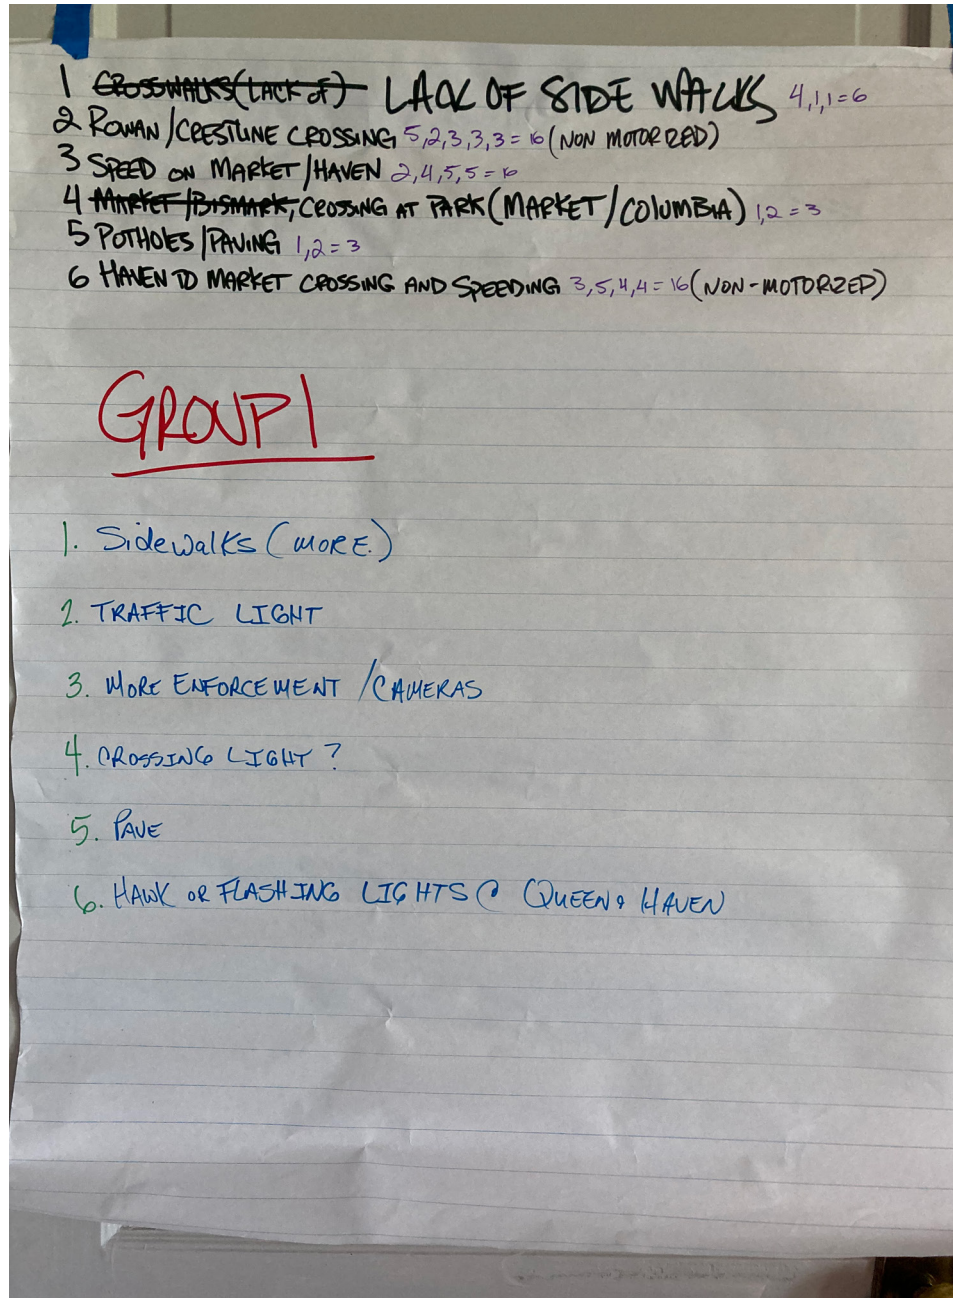 1 CROSSWALKS(LACK OF) LACK OF SIDE WALKS 4,1,1=6
2 ROWAN/CRESTLINE CROSSING 5,2,3,3,3=16 (NON MOTORIZED)
3 SPEED ON MARKET/HAVEN 2,4,5,5=16
4 MARKET/BISMARK, CROSSING AT PARK (MARKET/COLUMBIA) 1,2=3
5 POTHOLES/PAVING 1,2=3
6 HAVEN TO MARKET CROSSING AND SPEEDING 3,5,4,4=16 (NON-MOTORIZED)
GROUP 1
1. Sidewalks (MORE.)
2. TRAFFIC LIGHT
3. MORE ENFORCEMENT /CAMERAS
4. CROSSING LIGHT?
5. PAVE
6. HAWK OR FLASHING LIGHTS @ QUEEN & HAVEN